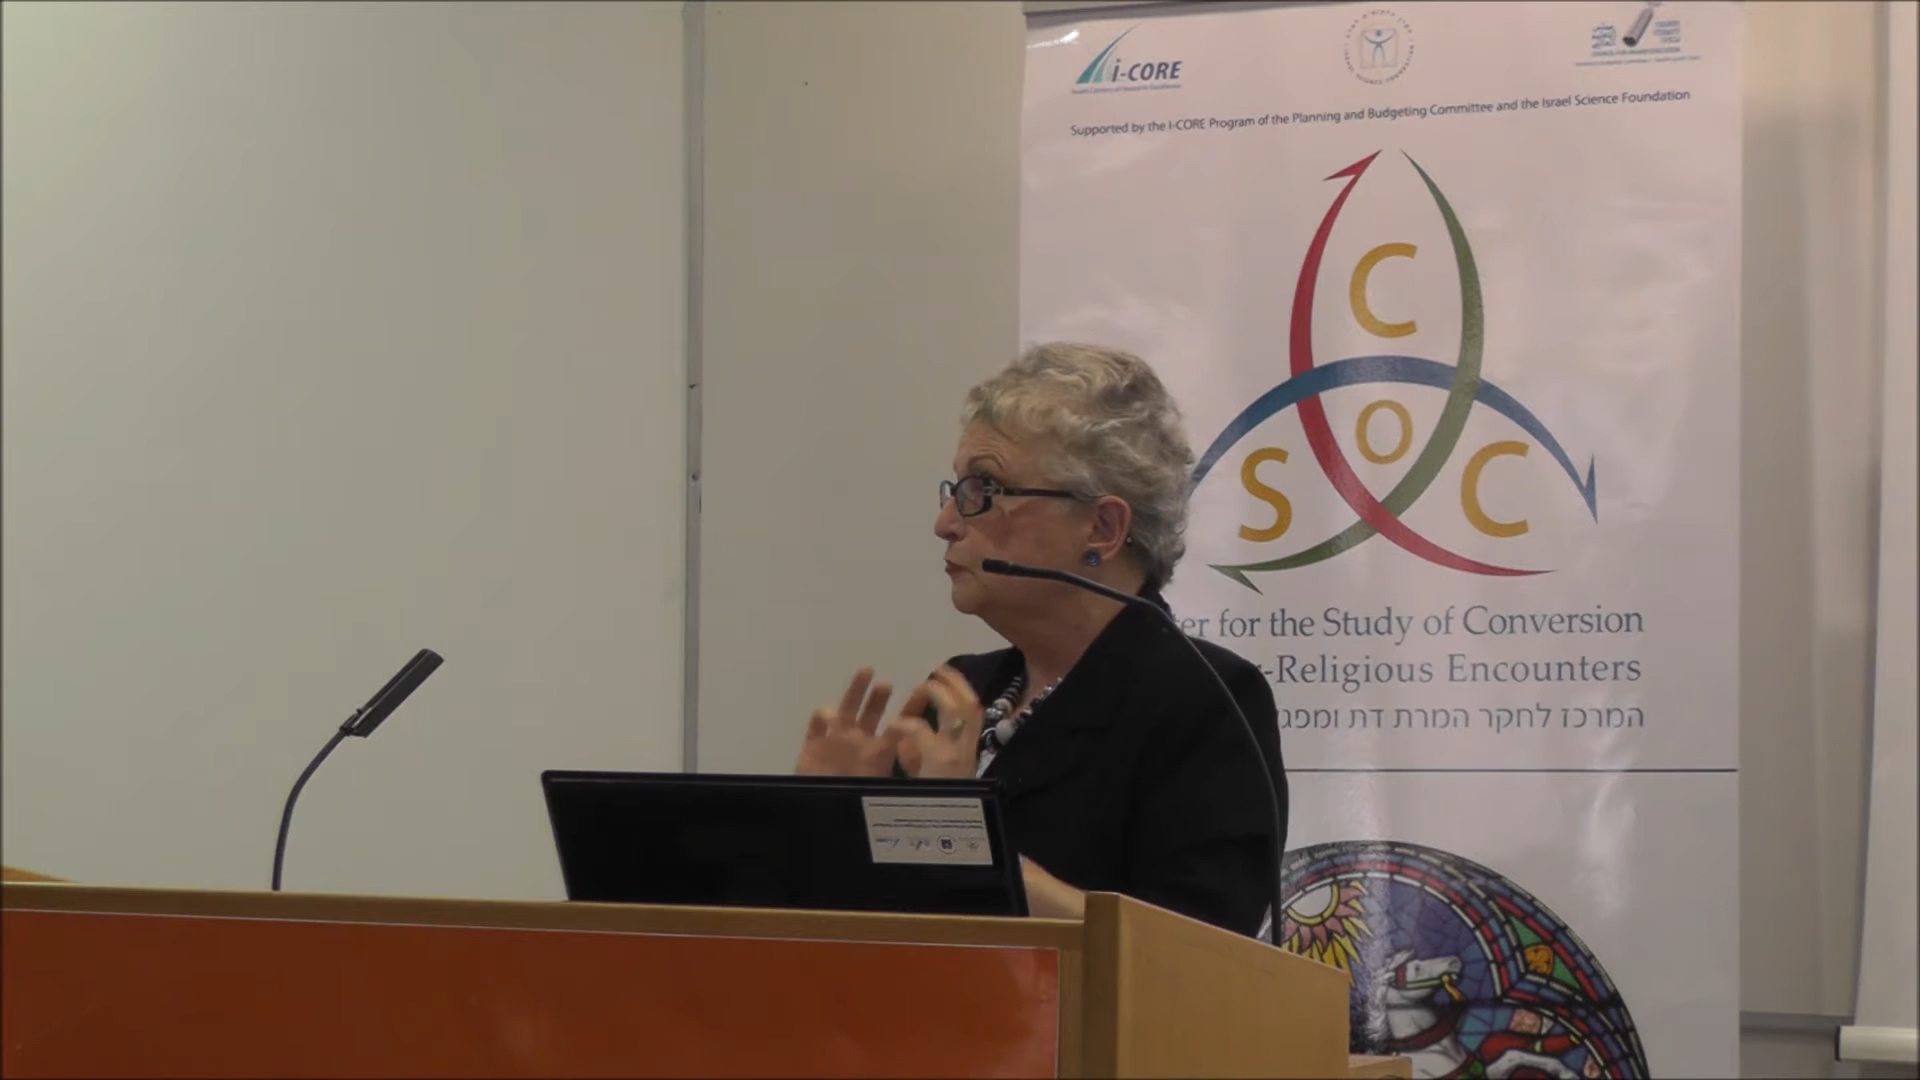 i-CORE
Supported by the I-CORE Program of the Planning and Budgeting Committee and the Israel Science Foundation
C
O
S C
ter for the Study of Conversion
-Religious Encounters
המרכז לחקר המרת דת ומפג